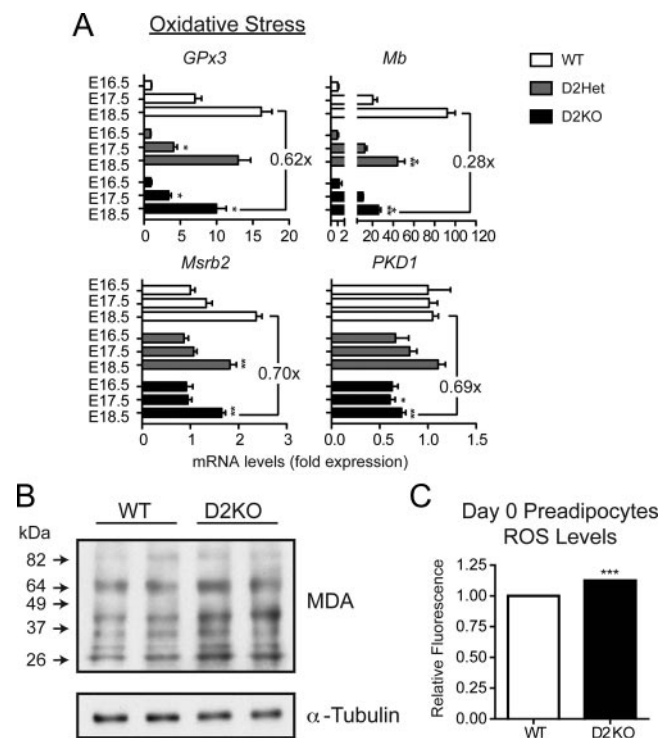 A
Oxidative Stress
GPx3
Mb
WT
D2Het
D2KO
E16.5
E17.5
E18.5
E16.5
E17.5
E18.5
E16.5
E17.5
E18.5
*
*
*
0.62x
**
**
0.28x
0 5 10 15 20
0 2 20 40 60 80 100 120
Msrb2
PKD1
E16.5
E17.5
E18.5
E16.5
E17.5
E18.5
E16.5
E17.5
E18.5
**
**
0.70x
*
**
0.69x
0 1 2 3
0.0 0.5 1.0 1.5
mRNA levels (fold expression)
B
WT D2KO
kDa
82
64
49
37
26
MDA
α-Tubulin
C
Day 0 Preadipocytes
ROS Levels
Relative Fluorescence
1.25
1.00
0.75
0.50
0.25
0.00
***
WT D2KO